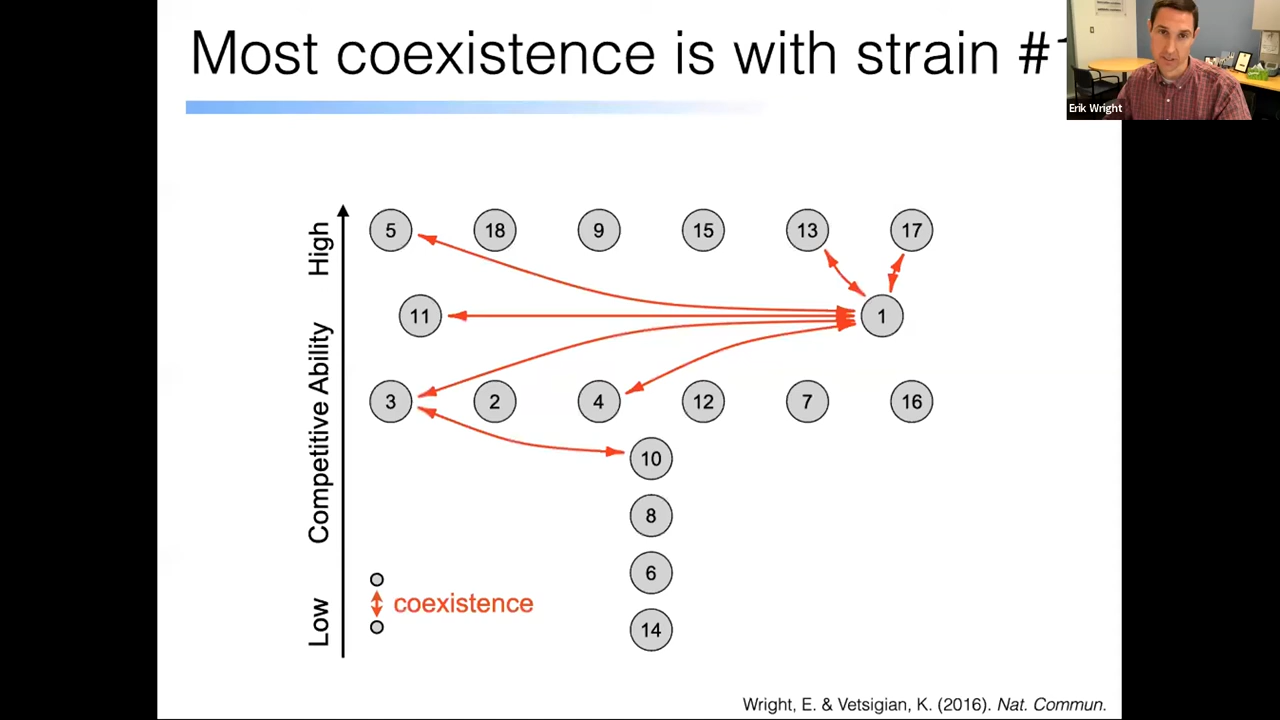 Most coexistence is with strain #1
Erik Wright
High
Competitive Ability
Low
5 18 9 15 13 17
11 1
3 2 4 12 7 16
10
8
6
14
coexistence
Wright, E. & Vetsigian, K. (2016). Nat. Commun.